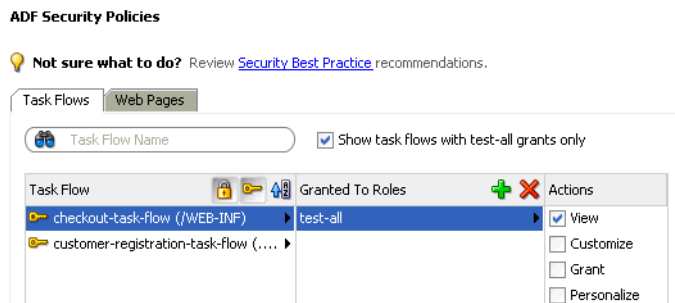 ADF Security Policies
Not sure what to do? Review Security Best Practice recommendations.
Task Flows Web Pages
Task Flow Name Show task flows with test-all grants only
Task Flow Granted To Roles Actions
checkout-task-flow (/WEB-INF) test-all View
customer-registration-task-flow (.... Customize
Grant
Personalize